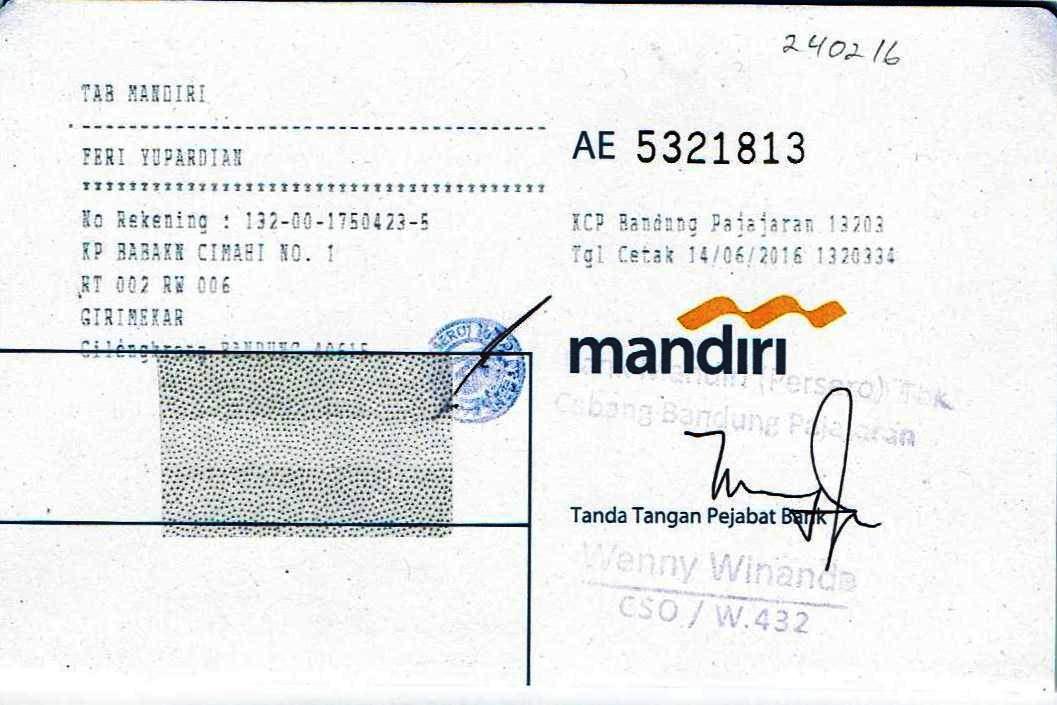 240216
TAB MANDIRI
FERI YUPARDIAN
No Rekening : 132-00-1750423-5
KP BABAKN CIMAHI NO. 1
RT 002 RW 006
GIRIMEKAR
Cilengkrang BANDUNG 40615
AE 5321813
KCP Bandung Pajajaran 13203
Tgl Cetak 14/06/2016 1320334
mandırı
Mandiri (Persero) Tbk
Cabang Bandung Pajajaran
Tanda Tangan Pejabat Bank
Wenny Winanda
CSO / W.432